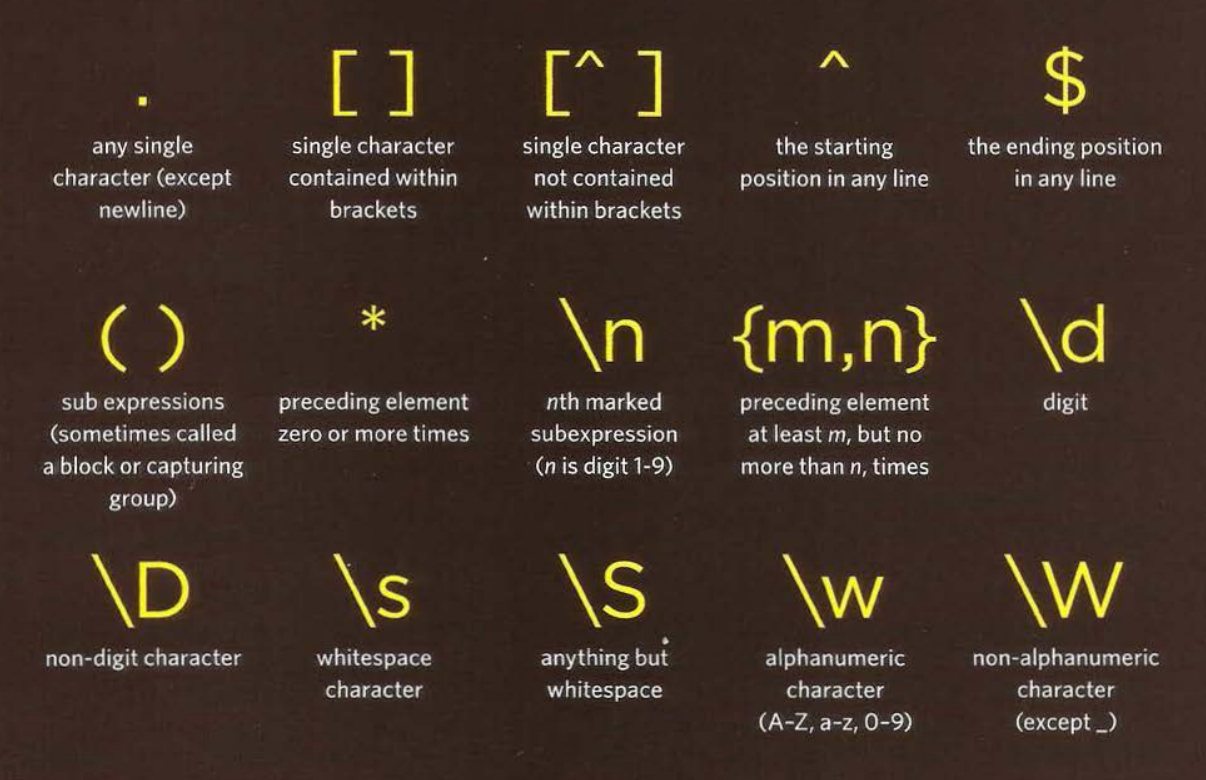 .
any single
character (except
newline)
[ ]
single character
contained within
brackets
[^ ]
single character
not contained
within brackets
^
the starting
position in any line
$
the ending position
in any line
( )
sub expressions
(sometimes called
a block or capturing
group)
*
preceding element
zero or more times
\n
nth marked
subexpression
(n is digit 1-9)
{m,n}
preceding element
at least m, but no
more than n, times
\d
digit
\D
non-digit character
\s
whitespace
character
\S
anything but
whitespace
\w
alphanumeric
character
(A–Z, a–z, 0–9)
\W
non-alphanumeric
character
(except _)